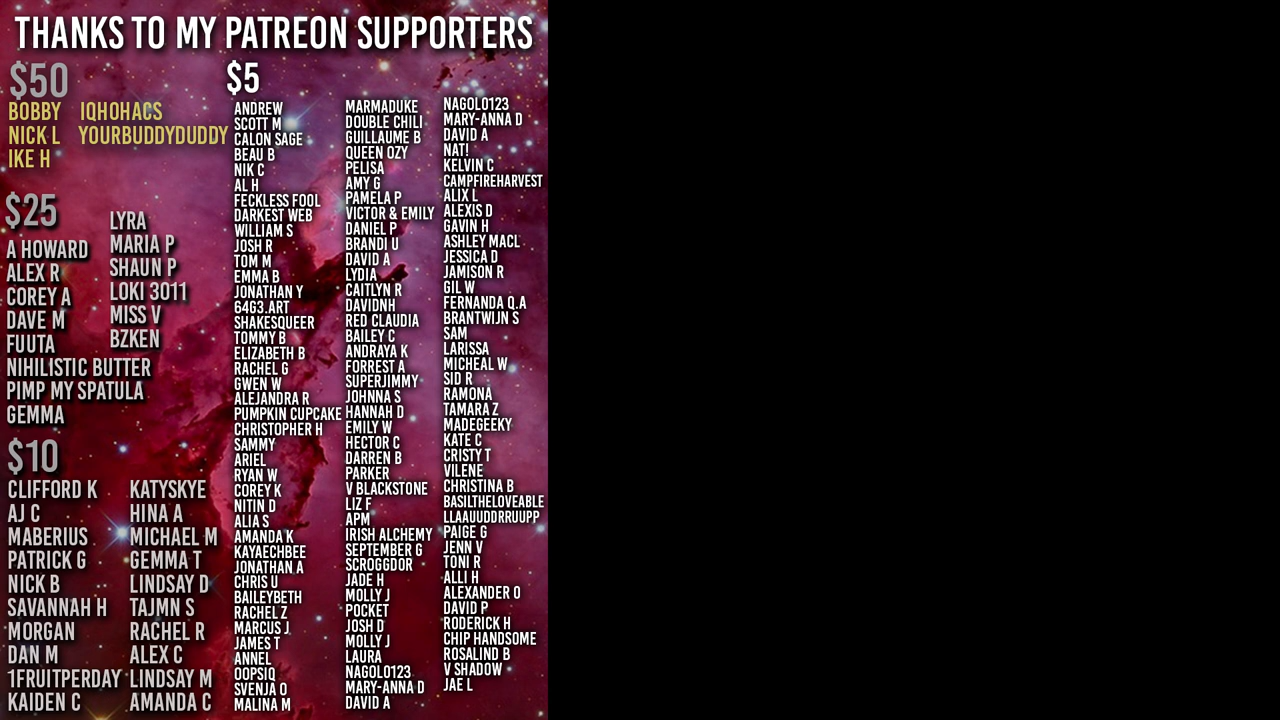 THANKS TO MY PATREON SUPPORTERS
$50
BOBBY
NICK L
IKE H
IQHOHACS
YOURBUDDYDUDDY
$25
A HOWARD
ALEX R
COREY A
DAVE M
FUUTA
NIHILISTIC BUTTER
PIMP MY SPATULA
GEMMA
LYRA
MARIA P
SHAUN P
LOKI 3011
MISS V
BZKEN
$10
CLIFFORD K
AJ C
MABERIUS
PATRICK G
NICK B
SAVANNAH H
MORGAN
DAN M
1FRUITPERDAY
KAIDEN C
KATYSKYE
HINA A
MICHAEL M
GEMMA T
LINDSAY D
TAJMN S
RACHEL R
ALEX C
LINDSAY M
AMANDA C
$5
ANDREW
SCOTT M
CALON SAGE
BEAU B
NIK C
AL H
FECKLESS FOOL
DARKEST WEB
WILLIAM S
JOSH R
TOM M
EMMA B
JONATHAN Y
64G3.ART
SHAKESQUEER
TOMMY B
ELIZABETH B
RACHEL G
GWEN W
ALEJANDRA R
PUMPKIN CUPCAKE
CHRISTOPHER H
SAMMY
ARIEL
RYAN W
COREY K
NITIN D
ALIA S
AMANDA K
KAYAECHBEE
JONATHAN A
CHRIS U
BAILEYBETH
RACHEL Z
MARCUS J
JAMES T
ANNEL
OOPSIQ
SVENJA O
MALINA M
MARMADUKE
DOUBLE CHILI
GUILLAUME B
QUEEN OZY
PELISA
AMY G
PAMELA P
VICTOR & EMILY
DANIEL P
BRANDI U
DAVID A
LYDIA
CAITLYN R
DAVIDNH
RED CLAUDIA
BAILEY C
ANDRAYA K
FORREST A
SUPERJIMMY
JOHNNA S
HANNAH D
EMILY W
HECTOR C
DARREN B
PARKER
V BLACKSTONE
LIZ F
APM
IRISH ALCHEMY
SEPTEMBER G
SCROGGDOR
JADE H
MOLLY J
POCKET
JOSH D
MOLLY J
LAURA
NAGOLO123
MARY-ANNA D
DAVID A
NAGOLO123
MARY-ANNA D
DAVID A
NAT!
KELVIN C
CAMPFIREHARVEST
ALIX L
ALEXIS D
GAVIN H
ASHLEY MACL
JESSICA D
JAMISON R
GIL W
FERNANDA Q.A
BRANTWIJN S
SAM
LARISSA
MICHEAL W
SID R
RAMONA
TAMARA Z
MADEGEEKY
KATE C
CRISTY T
VILENE
CHRISTINA B
BASILTHELOVEABLE
LLAAUUDDRRUUPP
PAIGE G
JENN V
TONI R
ALLI H
ALEXANDER O
DAVID P
RODERICK H
CHIP HANDSOME
ROSALIND B
V SHADOW
JAE L